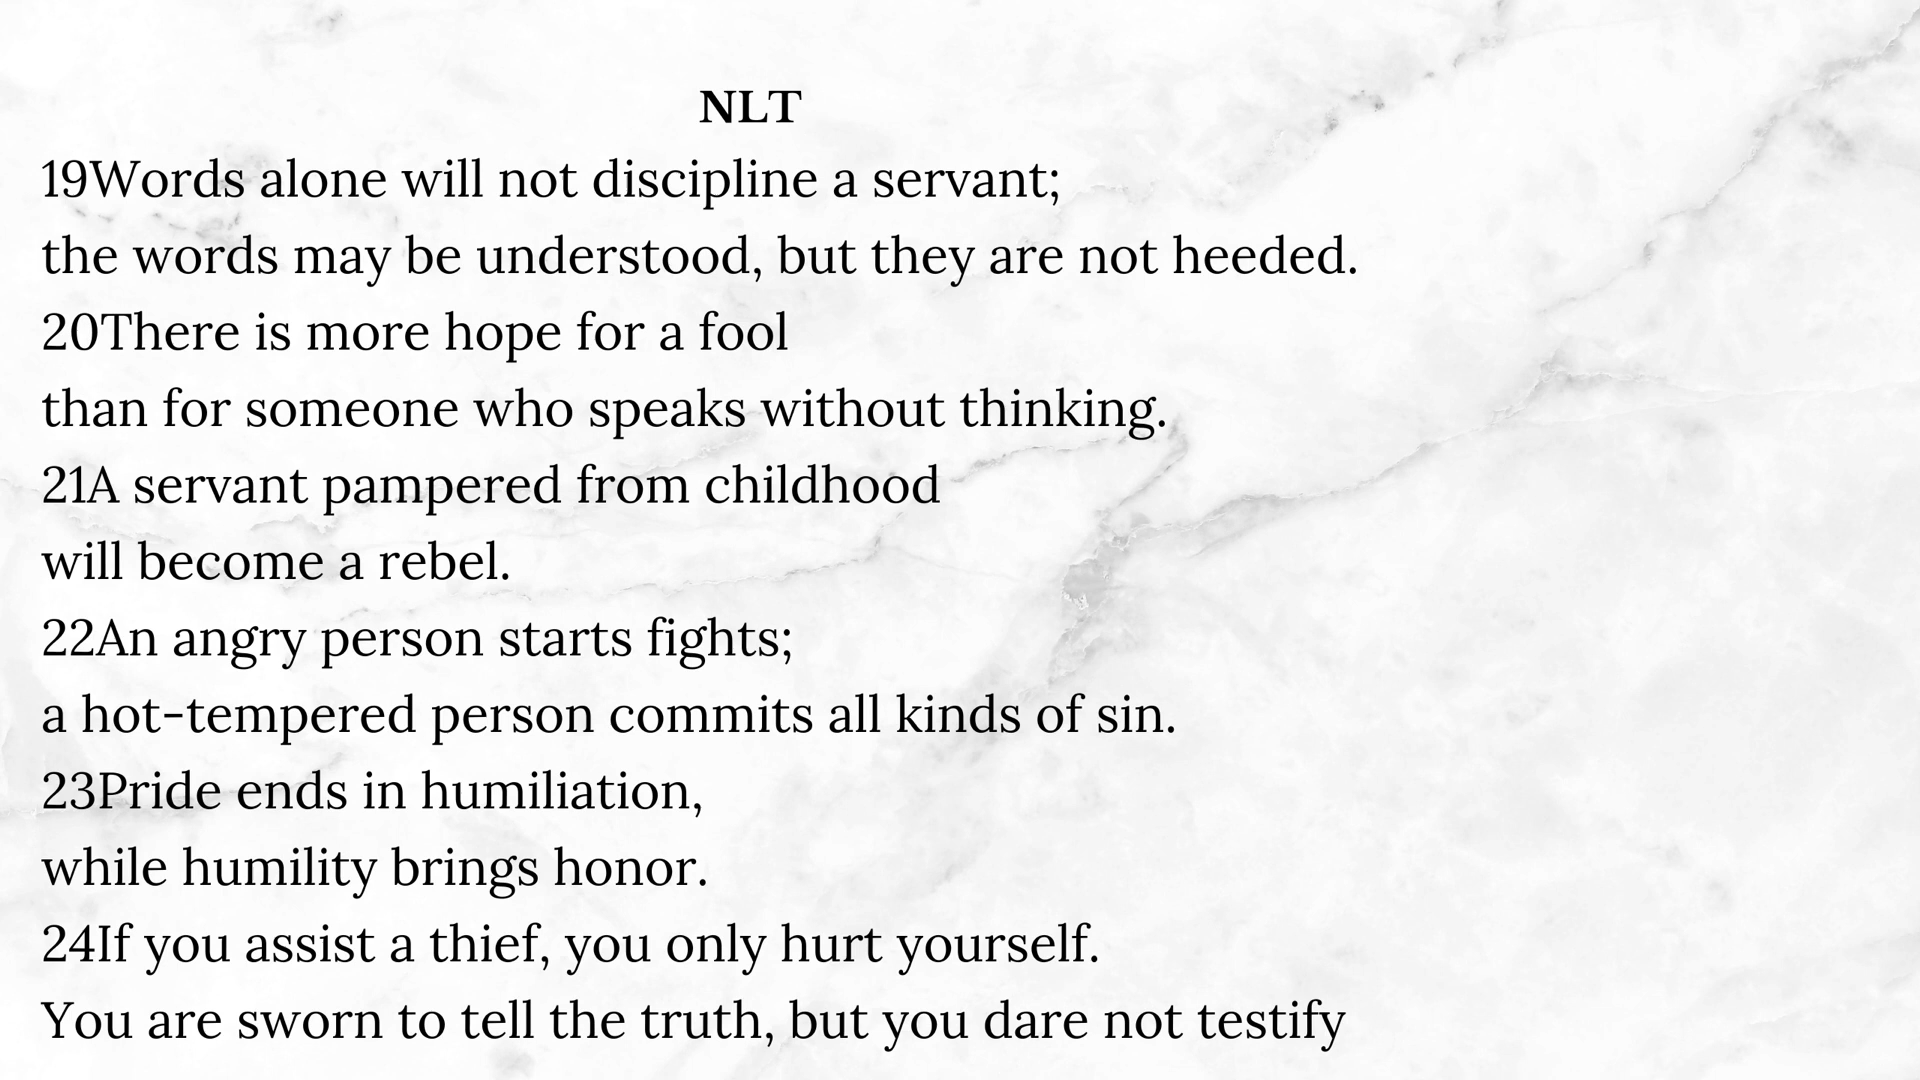 NLT
19Words alone will not discipline a servant;
the words may be understood, but they are not heeded.
20There is more hope for a fool
than for someone who speaks without thinking.
21A servant pampered from childhood
will become a rebel.
22An angry person starts fights;
a hot-tempered person commits all kinds of sin.
23Pride ends in humiliation,
while humility brings honor.
24If you assist a thief, you only hurt yourself.
You are sworn to tell the truth, but you dare not testify